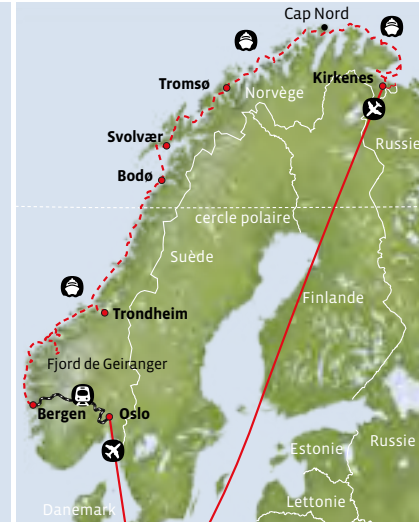 Cap Nord
Kirkenes
Tromsø
Norvège
Russie
Svolvær
Bodø
cercle polaire
Suède
Finlande
Trondheim
Fjord de Geiranger
Bergen
Oslo
Estonie
Russie
Lettonie
Danemark